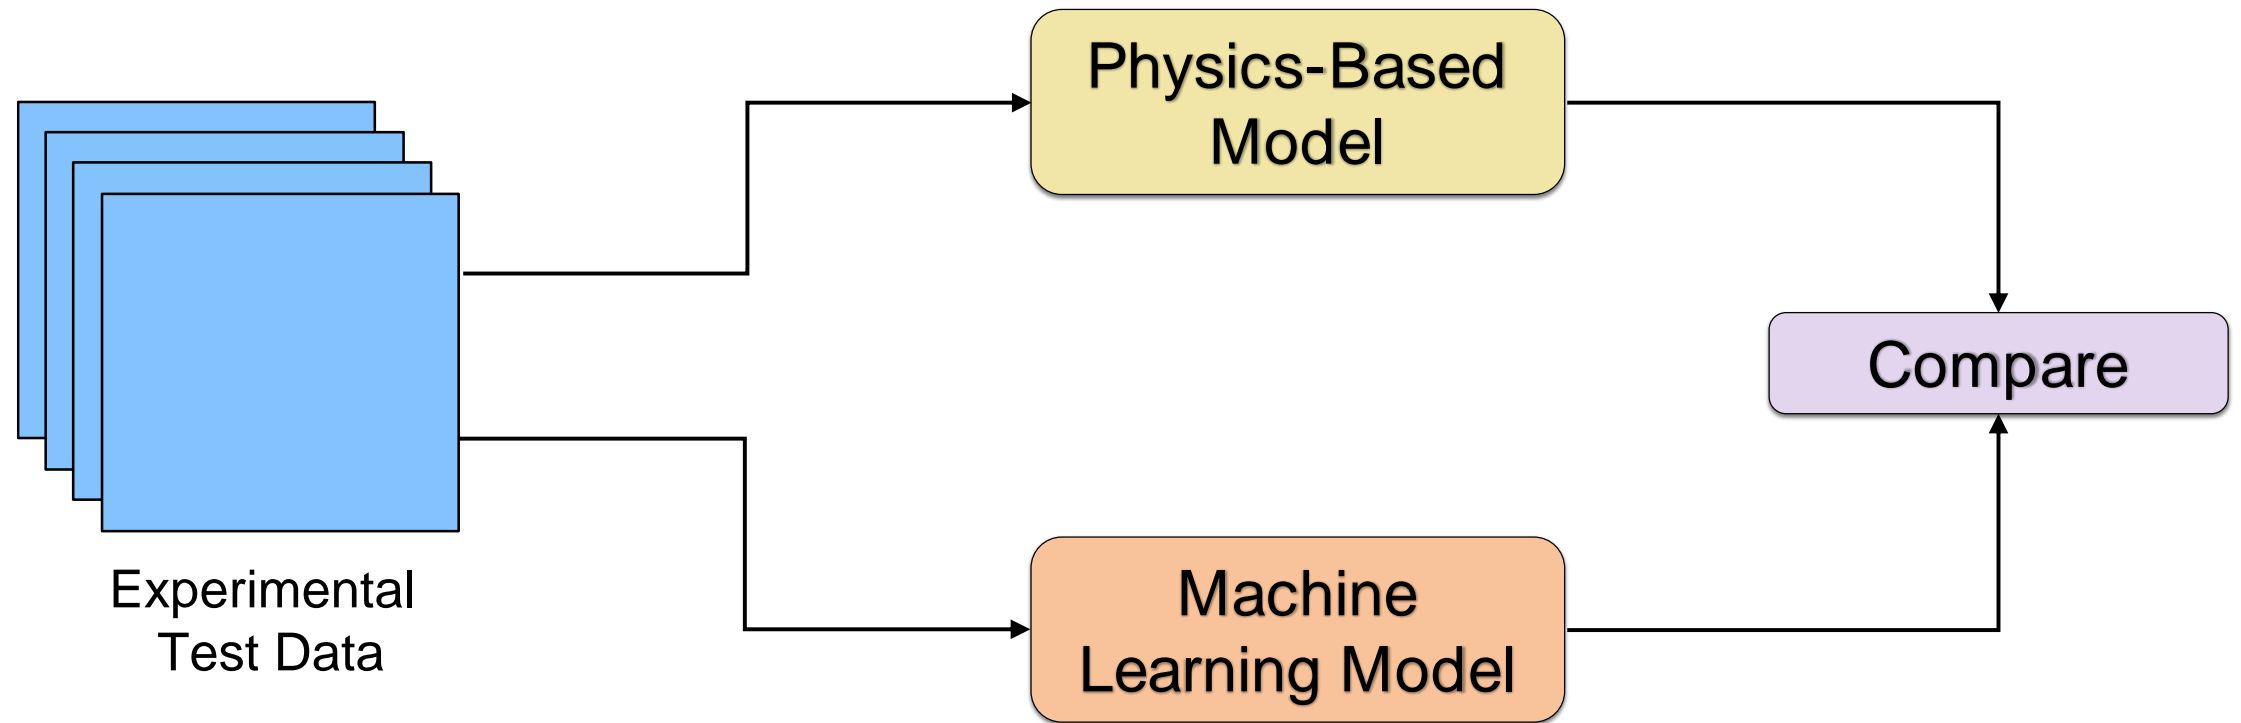 Physics-Based
Model
Compare
Experimental
Test Data
Machine
Learning Model